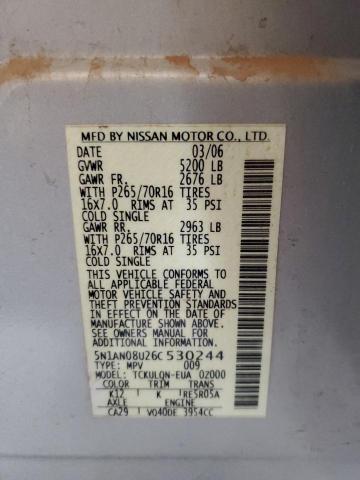 MFD BY NISSAN MOTOR CO., LTD.
DATE 03/06
GVWR 5200 LB
GAWR FR. 2676 LB
WITH P265/70R16 TIRES
16X7.0 RIMS AT 35 PSI
COLD SINGLE
GAWR RR. 2963 LB
WITH P265/70R16 TIRES
16X7.0 RIMS AT 35 PSI
COLD SINGLE
THIS VEHICLE CONFORMS TO
ALL APPLICABLE FEDERAL
MOTOR VEHICLE SAFETY AND
THEFT PREVENTION STANDARDS
IN EFFECT ON THE DATE OF
MANUFACTURE SHOWN ABOVE.
SEE OWNERS MANUAL FOR
ADDITIONAL INFORMATION.
5N1AN08U26C530244
TYPE: MPV 009
MODEL: TCKULQN-EUA 02000
COLOR TRIM TRANS
K12 K RE5R05A
AXLE ENGINE
CA29 VQ40DE 3954CC